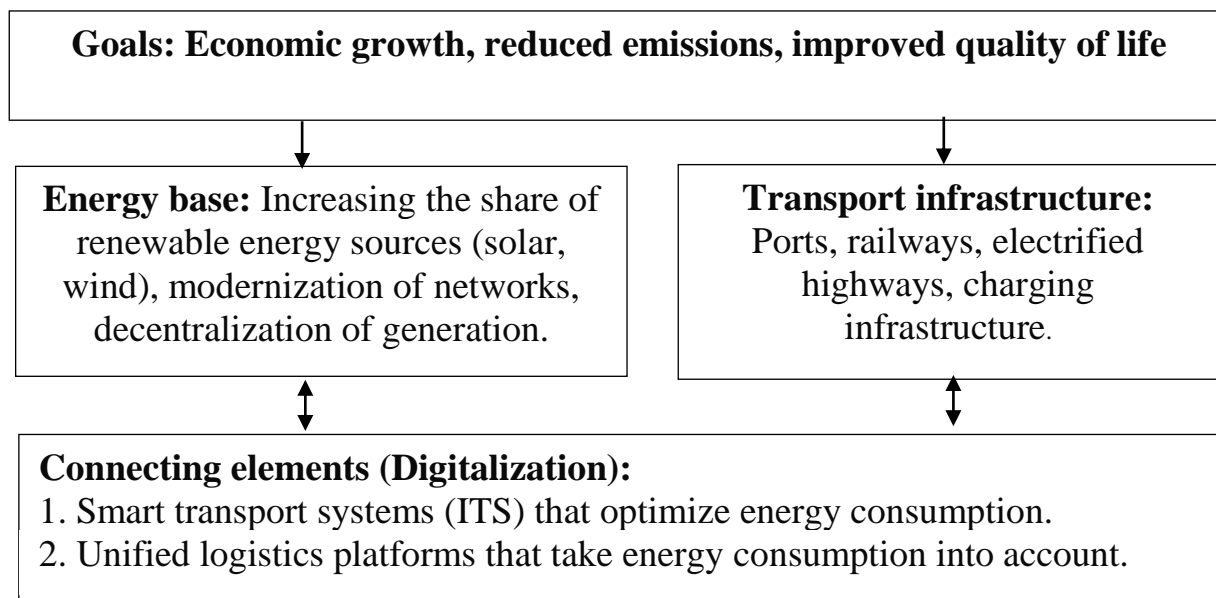 Goals: Economic growth, reduced emissions, improved quality of life
Energy base: Increasing the share of
renewable energy sources (solar,
wind), modernization of networks,
decentralization of generation.
Transport infrastructure:
Ports, railways, electrified
highways, charging
infrastructure.
Connecting elements (Digitalization):
1. Smart transport systems (ITS) that optimize energy consumption.
2. Unified logistics platforms that take energy consumption into account.